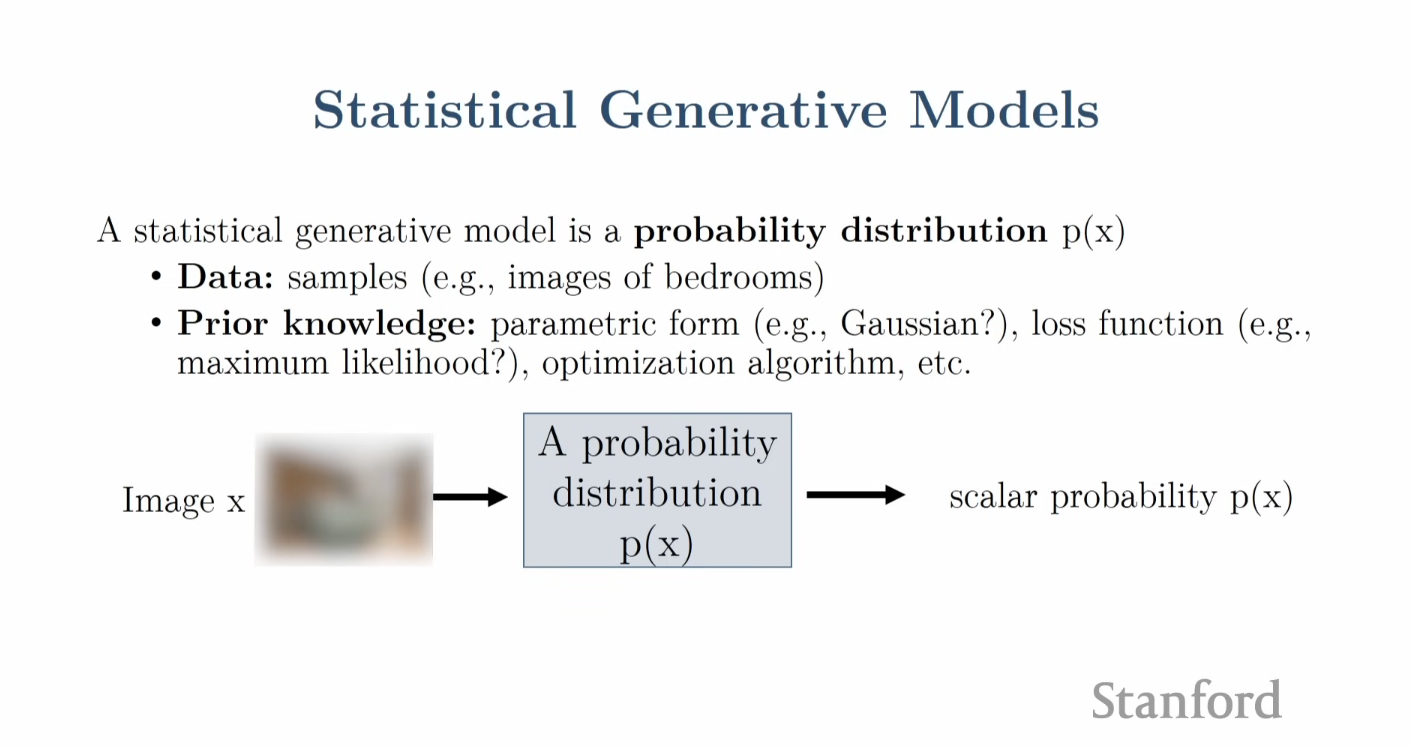 Statistical Generative Models
A statistical generative model is a probability distribution p(x)
• Data: samples (e.g., images of bedrooms)
• Prior knowledge: parametric form (e.g., Gaussian?), loss function (e.g.,
maximum likelihood?), optimization algorithm, etc.
Image x
A probability
distribution
p(x)
scalar probability p(x)
Stanford